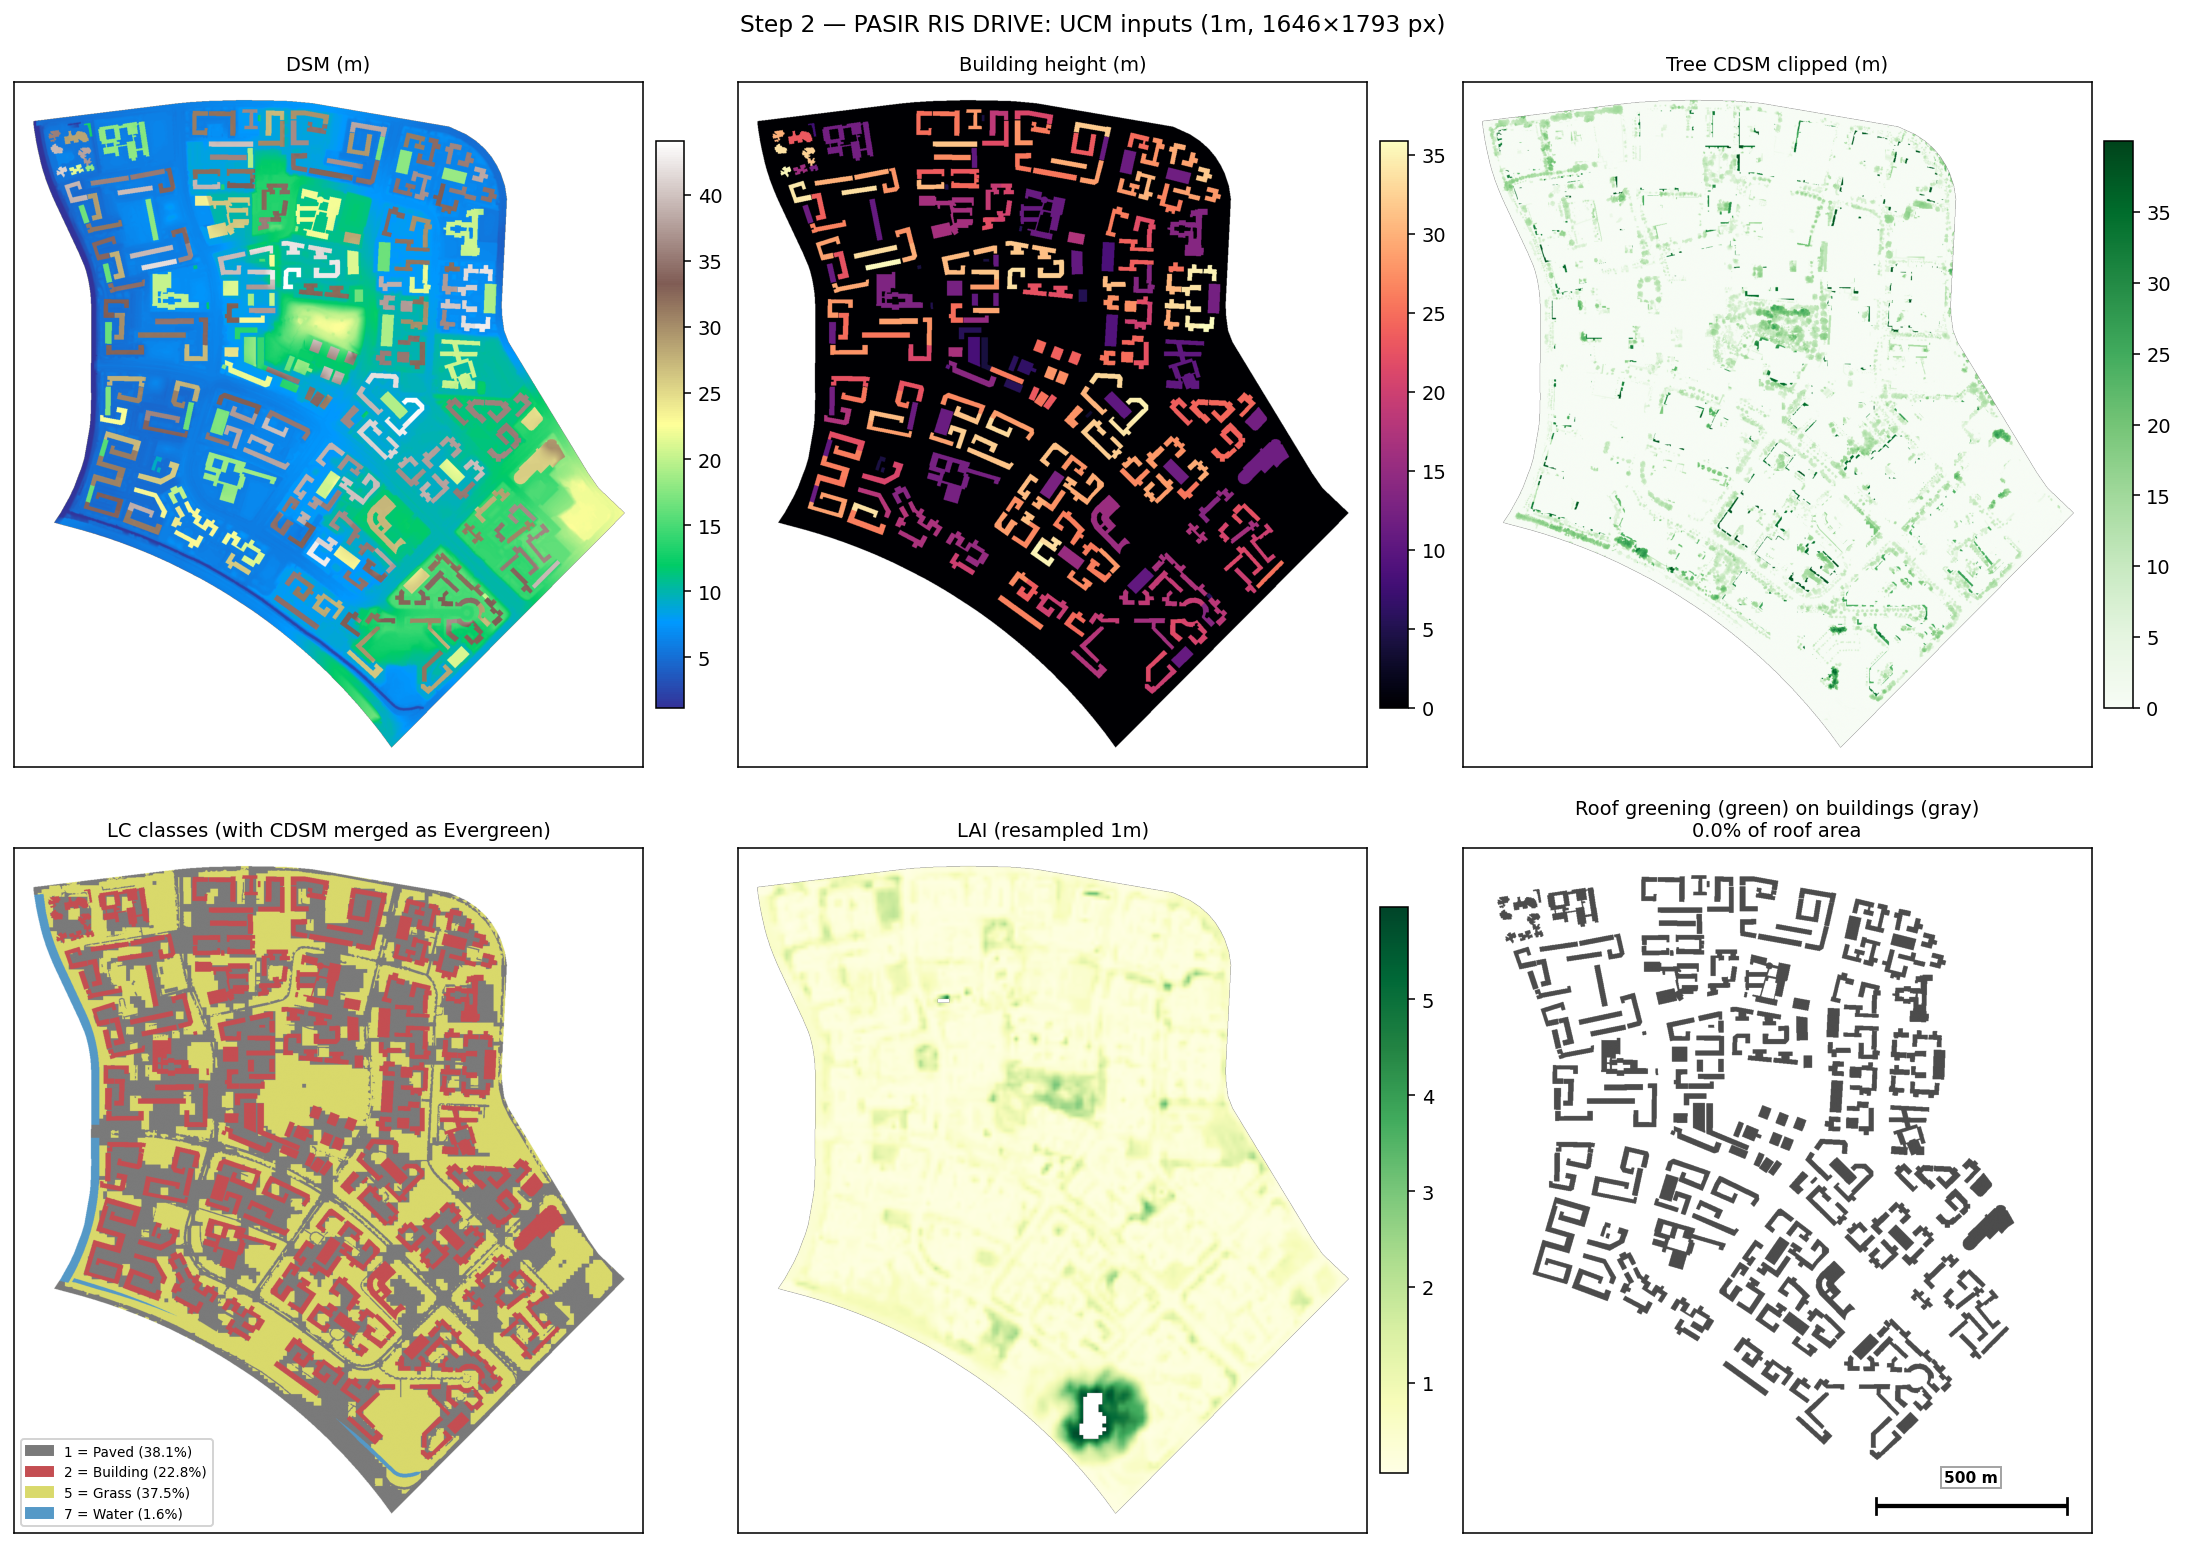 Step 2 — PASIR RIS DRIVE: UCM inputs (1m, 1646×1793 px)
DSM (m)
40
35
30
25
20
15
10
5
Building height (m)
35
30
25
20
15
10
5
0
Tree CDSM clipped (m)
35
30
25
20
15
10
5
0
LC classes (with CDSM merged as Evergreen)
1 = Paved (38.1%)
2 = Building (22.8%)
5 = Grass (37.5%)
7 = Water (1.6%)
LAI (resampled 1m)
5
4
3
2
1
Roof greening (green) on buildings (gray)
0.0% of roof area
500 m